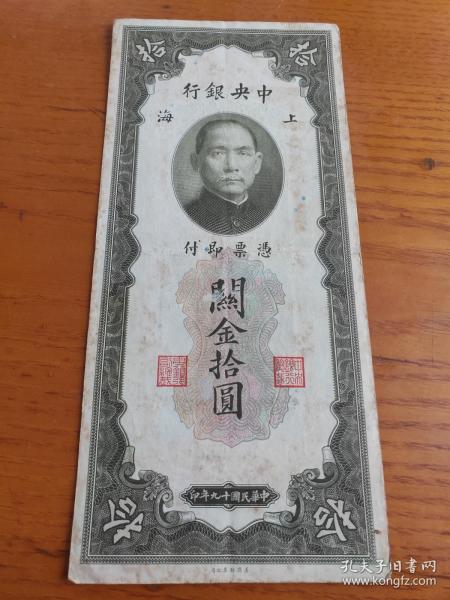 拾 拾
中央銀行
上海
憑票即付
關金拾圓
中華民國十九年印
拾 拾
孔夫子旧书网
www.kongfz.com